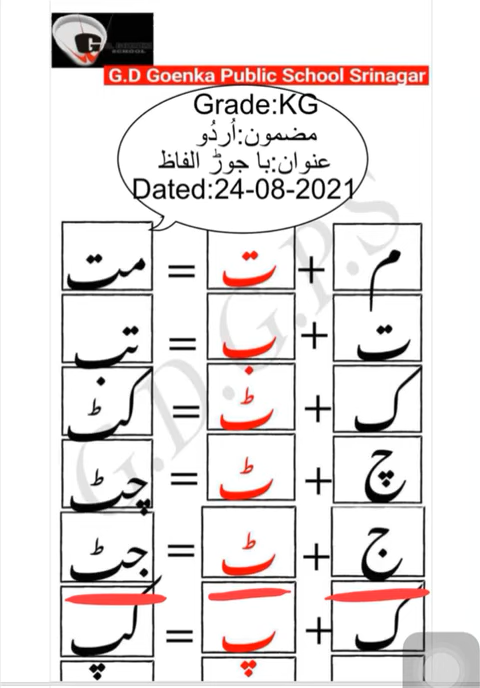 G.D Goenka Public School Srinagar
Grade:KG
مضمون:اُردُو
عنوان:با جوڑ الفاظ
Dated:24-08-2021
م + ت = مت
ت + ب = تب
ک + ٹ = کٹ
چ + ٹ = چٹ
ج + ٹ = جٹ
ک + پ = کپ
G.D.G.P.S